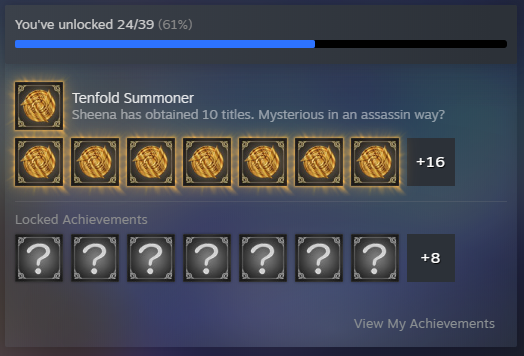 You've unlocked 24/39 (61%)
Tenfold Summoner
Sheena has obtained 10 titles. Mysterious in an assassin way?
+16
Locked Achievements
? ? ? ? ? ? ?
+8
View My Achievements